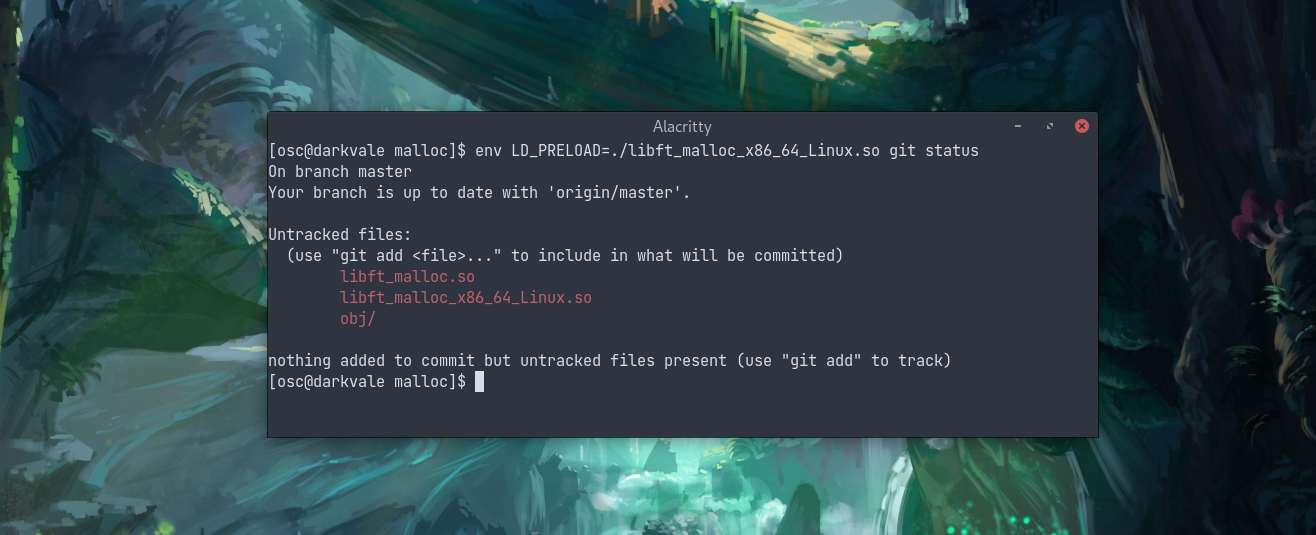 Alacritty
[osc@darkvale malloc]$ env LD_PRELOAD=./libft_malloc_x86_64_Linux.so git status
On branch master
Your branch is up to date with 'origin/master'.
Untracked files:
  (use "git add <file>..." to include in what will be committed)
        libft_malloc.so
        libft_malloc_x86_64_Linux.so
        obj/
nothing added to commit but untracked files present (use "git add" to track)
[osc@darkvale malloc]$